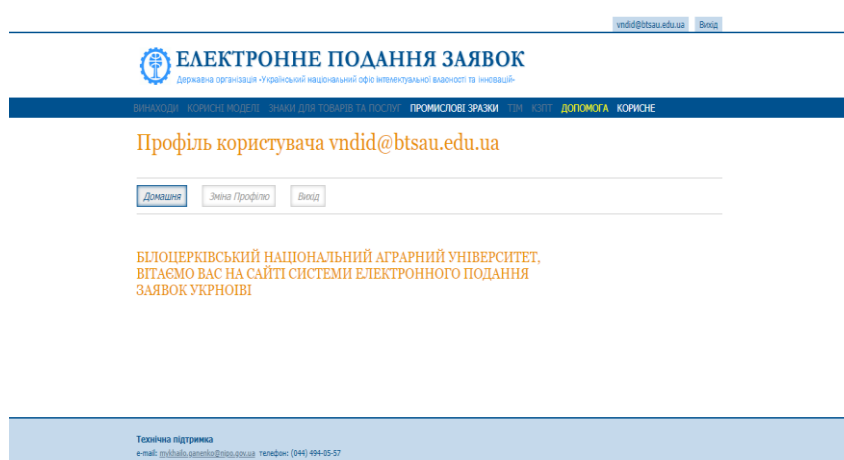 vndid@btsau.edu.ua Вихід
ЕЛЕКТРОННЕ ПОДАННЯ ЗАЯВОК
Державна організація «Український національний офіс інтелектуальної власності та інновацій»
ВИНАХОДИ КОРИСНІ МОДЕЛІ ЗНАКИ ДЛЯ ТОВАРІВ ТА ПОСЛУГ ПРОМИСЛОВІ ЗРАЗКИ ТІМ КЗПТ ДОПОМОГА КОРИСНЕ
Профіль користувача vndid@btsau.edu.ua
Домашня Зміна Профілю Вихід
БІЛОЦЕРКІВСЬКИЙ НАЦІОНАЛЬНИЙ АГРАРНИЙ УНІВЕРСИТЕТ,
ВІТАЄМО ВАС НА САЙТІ СИСТЕМИ ЕЛЕКТРОННОГО ПОДАННЯ
ЗАЯВОК УКРНОІВІ
Технічна підтримка
e-mail: mykhailo.ganenko@nipo.gov.ua телефон: (044) 494-05-57